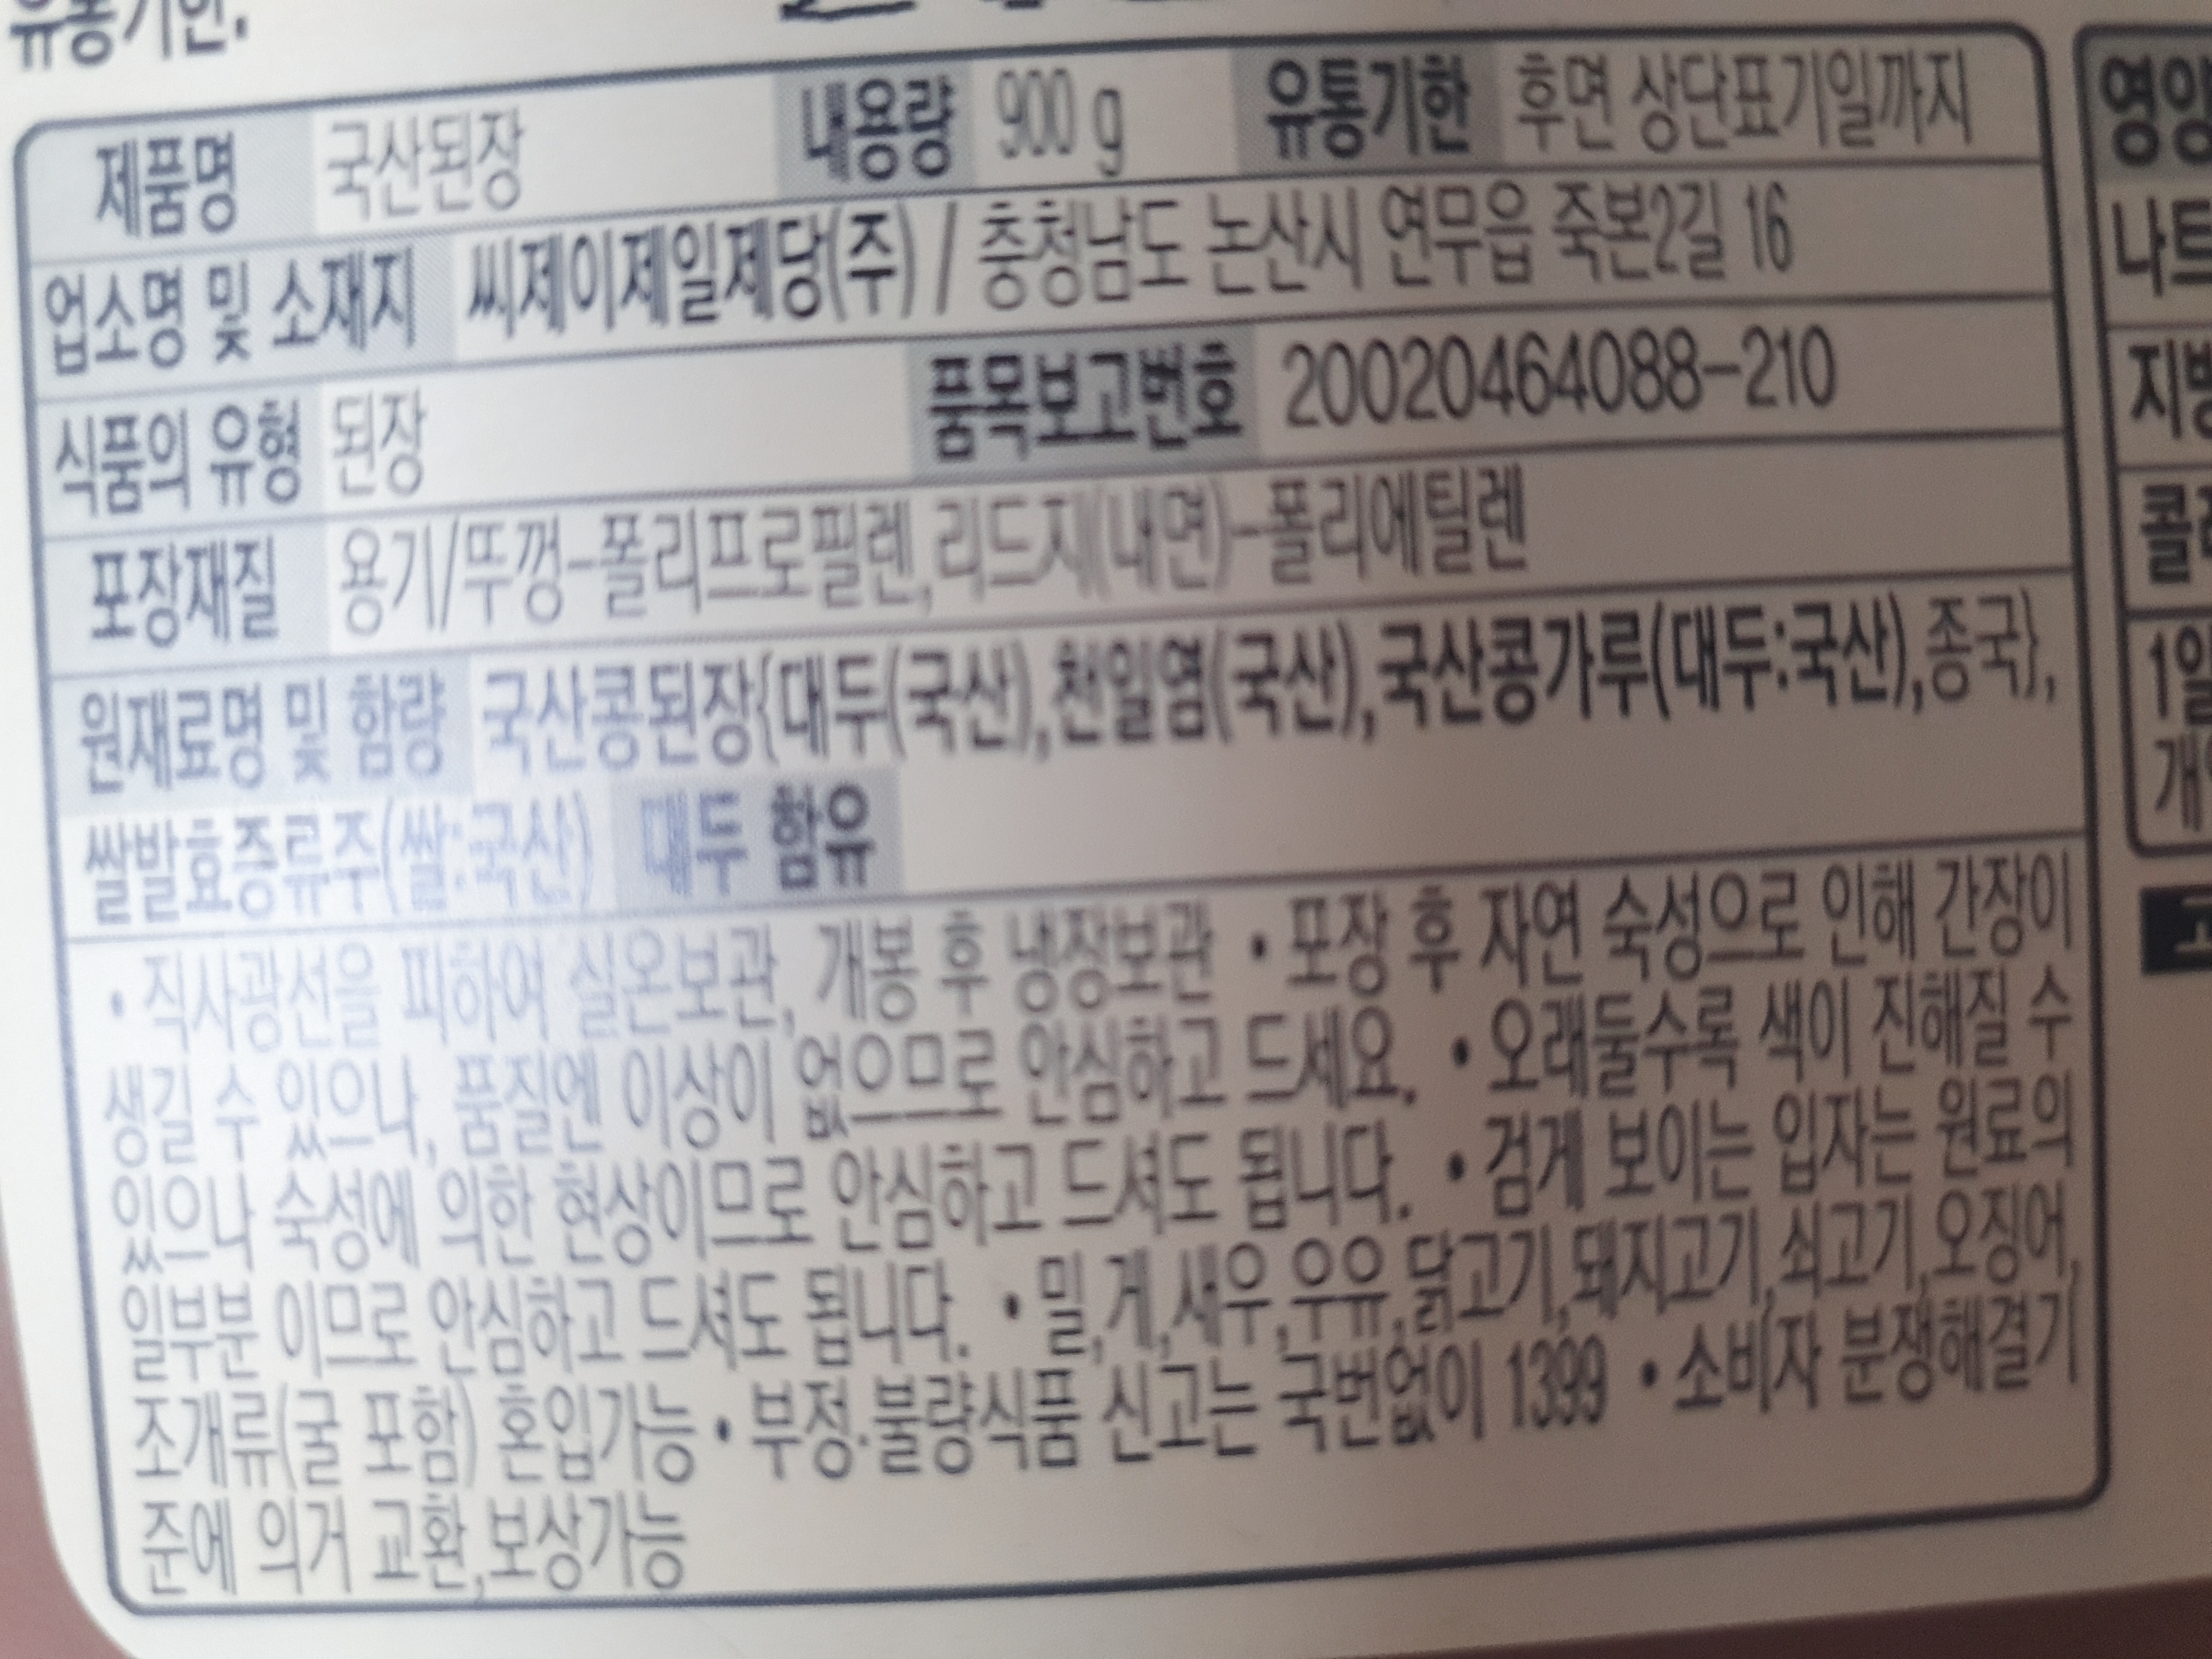 유통기한:
제품명 국산된장 내용량 900 g 유통기한 후면 상단표기일까지
업소명 및 소재지 씨제이제일제당(주) / 충청남도 논산시 연무읍 죽본2길 16
식품의 유형 된장 품목보고번호 20020464088-210
포장재질 용기/뚜껑-폴리프로필렌,리드지(내면)-폴리에틸렌
원재료명 및 함량 국산콩된장{대두(국산),천일염(국산),국산콩가루(대두:국산),종국},
쌀발효증류주(쌀:국산) 대두 함유
• 직사광선을 피하여 실온보관, 개봉 후 냉장보관 • 포장 후 자연 숙성으로 인해 간장이
생길 수 있으나, 품질엔 이상이 없으므로 안심하고 드세요. • 오래둘수록 색이 진해질 수
있으나 숙성에 의한 현상이므로 안심하고 드셔도 됩니다. • 검게 보이는 입자는 원료의
일부분 이므로 안심하고 드셔도 됩니다. • 밀,게,새우,우유,닭고기,돼지고기,쇠고기,오징어,
조개류(굴 포함) 혼입가능 • 부정.불량식품 신고는 국번없이 1399 • 소비자 분쟁해결기
준에 의거 교환,보상가능
영양
나트
지방
콜레
1일